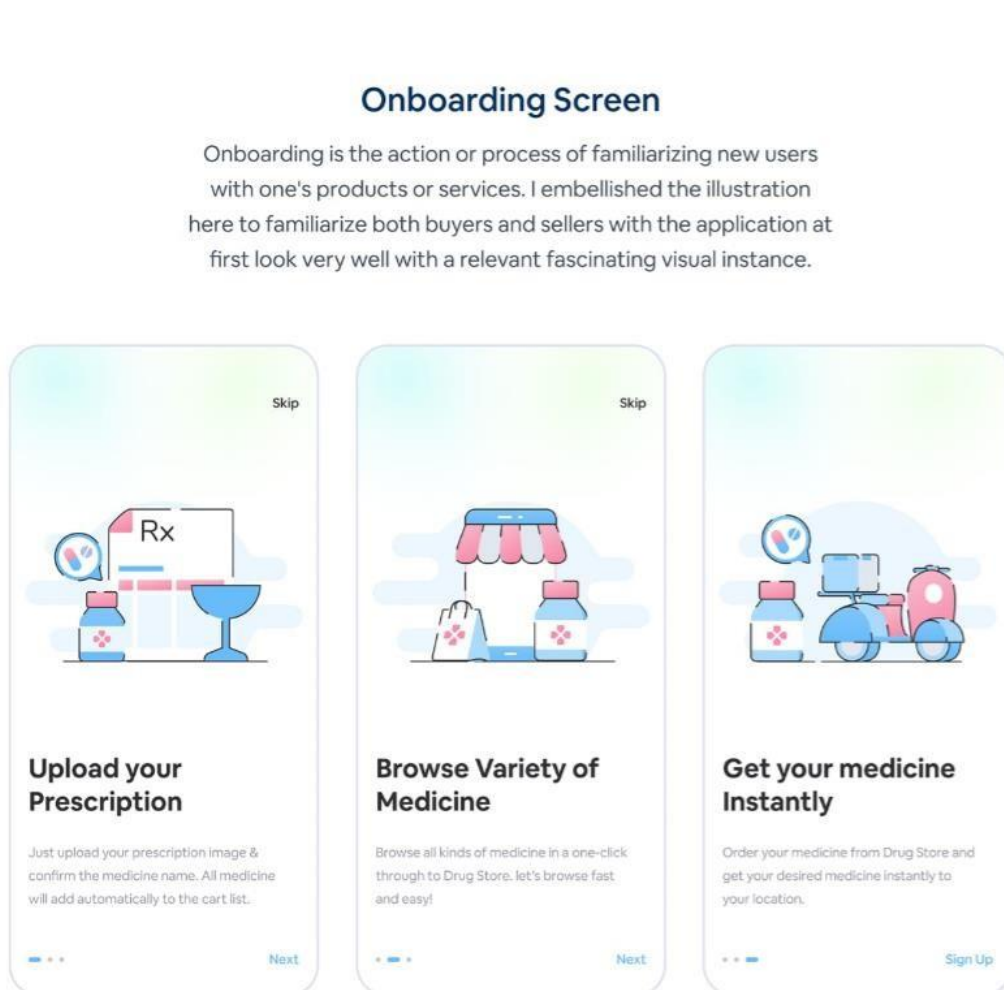 Onboarding Screen
Onboarding is the action or process of familiarizing new users
with one's products or services. I embellished the illustration
here to familiarize both buyers and sellers with the application at
first look very well with a relevant fascinating visual instance.
Skip
Rx
Upload your
Prescription
Just upload your prescription image &
confirm the medicine name. All medicine
will add automatically to the cart list.
Next
Skip
Browse Variety of
Medicine
Browse all kinds of medicine in a one-click
through to Drug Store. let's browse fast
and easy!
Next
Get your medicine
Instantly
Order your medicine from Drug Store and
get your desired medicine instantly to
your location.
Sign Up